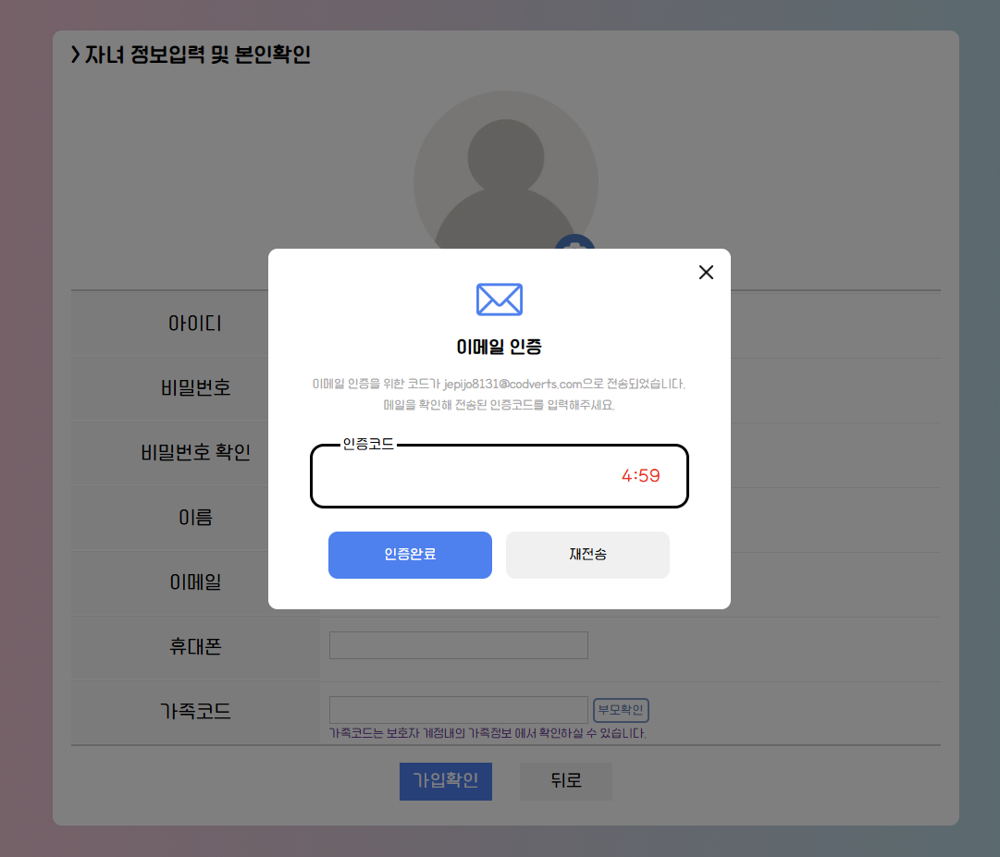 자녀 정보입력 및 본인확인
아이디
비밀번호
비밀번호 확인
이름
이메일
휴대폰
가족코드
부모확인
가족코드는 보호자 계정내의 가족정보 에서 확인하실 수 있습니다.
가입확인
뒤로
이메일 인증
이메일 인증을 위한 코드가 jepijo8131@codverts.com으로 전송되었습니다.
메일을 확인해 전송된 인증코드를 입력해주세요.
인증코드
4:59
인증완료
재전송